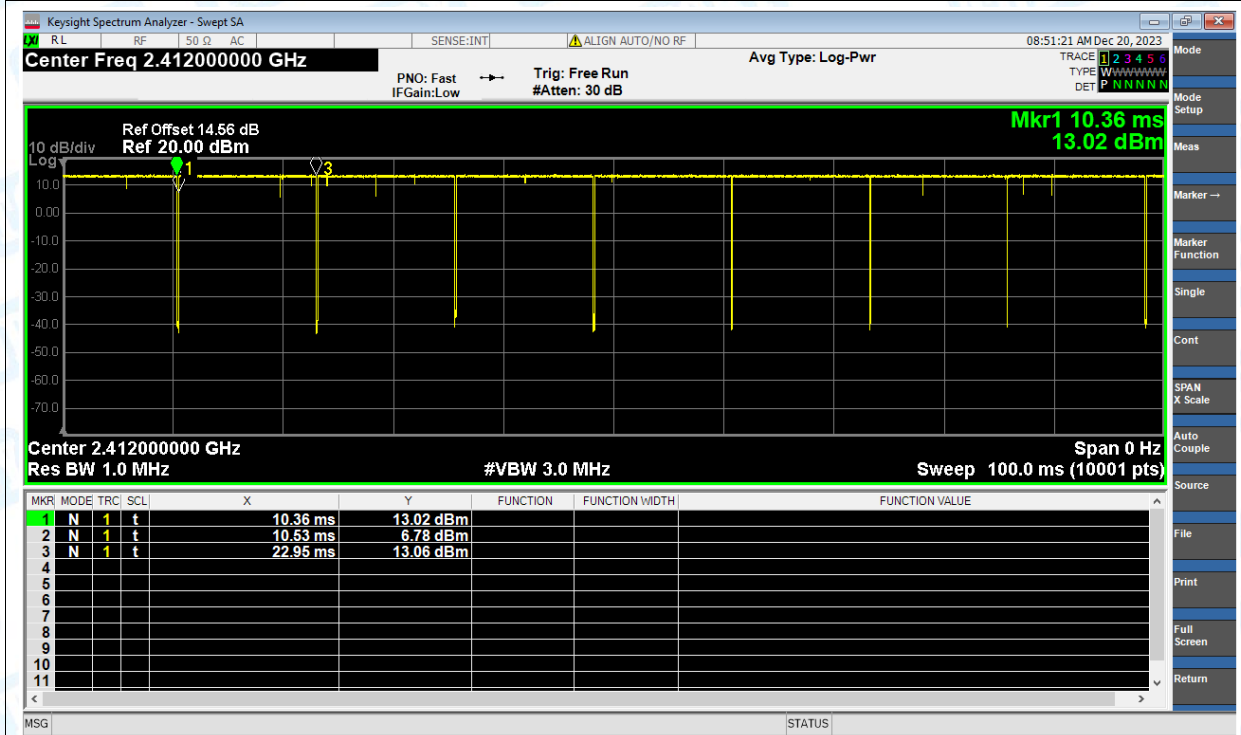 Keysight Spectrum Analyzer - Swept SA
LXI RL RF 50 Ω AC SENSE:INT ALIGN AUTO/NO RF 08:51:21 AM Dec 20, 2023
Center Freq 2.412000000 GHz
PNO: Fast
IFGain:Low
Trig: Free Run
#Atten: 30 dB
Avg Type: Log-Pwr
TRACE 1 2 3 4 5 6
TYPE WWWWWW
DET P N N N N N
Mkr1 10.36 ms
13.02 dBm
Ref Offset 14.56 dB
10 dB/div Ref 20.00 dBm
Log
1
3
10.0
0.00
-10.0
-20.0
-30.0
-40.0
-50.0
-60.0
-70.0
Center 2.412000000 GHz Span 0 Hz
Res BW 1.0 MHz #VBW 3.0 MHz Sweep 100.0 ms (10001 pts)
MKR MODE TRC SCL X Y FUNCTION FUNCTION WIDTH FUNCTION VALUE
1 N 1 t 10.36 ms 13.02 dBm
2 N 1 t 10.53 ms 6.78 dBm
3 N 1 t 22.95 ms 13.06 dBm
4
5
6
7
8
9
10
11
MSG STATUS
Mode
Mode
Setup
Meas
Marker→
Marker
Function
Single
Cont
SPAN
X Scale
Auto
Couple
Source
File
Print
Full
Screen
Return